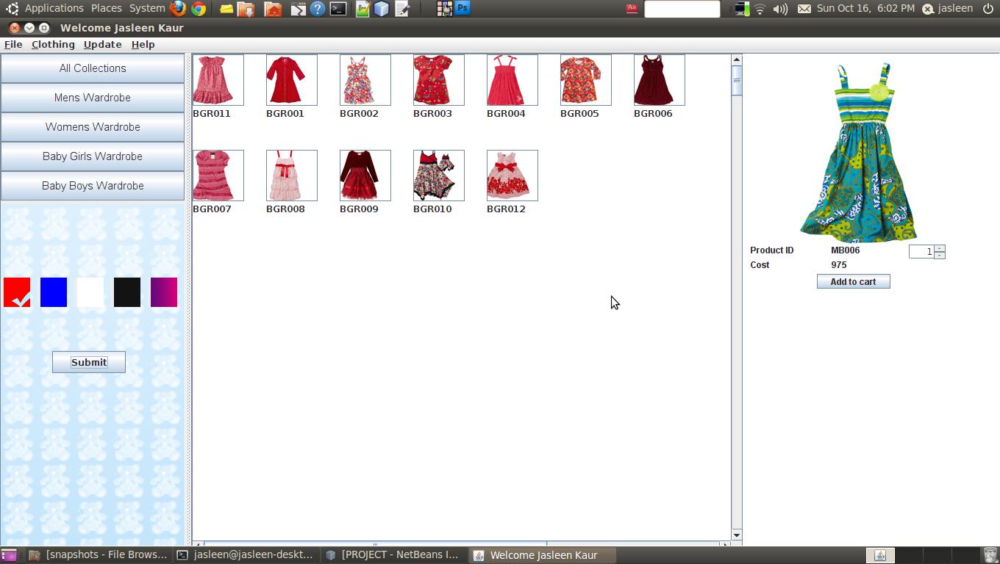 Applications Places System
Ps
Aa
Sun Oct 16, 6:02 PM
jasleen
Welcome Jasleen Kaur
File Clothing Update Help
All Collections
Mens Wardrobe
Womens Wardrobe
Baby Girls Wardrobe
Baby Boys Wardrobe
Submit
BGR011 BGR001 BGR002 BGR003 BGR004 BGR005 BGR006
BGR007 BGR008 BGR009 BGR010 BGR012
Product ID MB006 1
Cost 975
Add to cart
[snapshots - File Brows... jasleen@jasleen-deskt... [PROJECT - NetBeans I... Welcome Jasleen Kaur